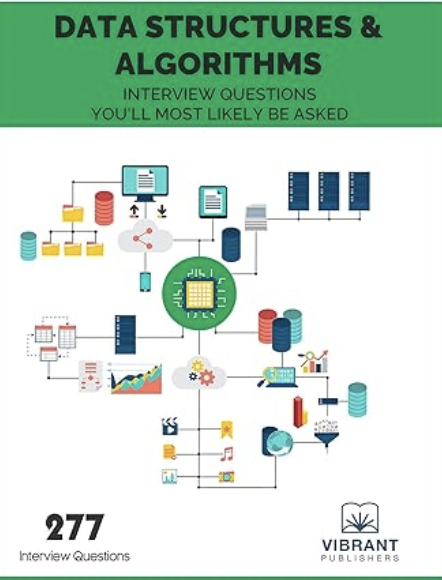 DATA STRUCTURES &
ALGORITHMS
INTERVIEW QUESTIONS
YOU'LL MOST LIKELY BE ASKED
277
Interview Questions
VIBRANT
PUBLISHERS